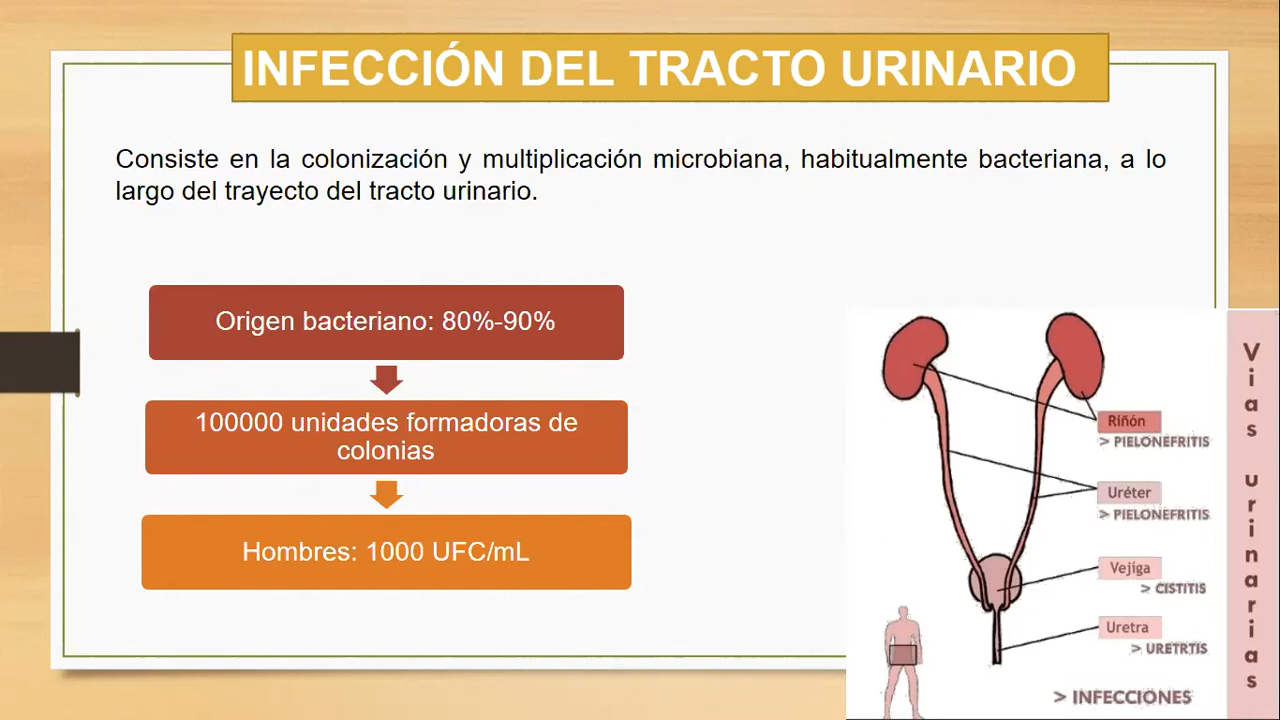 INFECCIÓN DEL TRACTO URINARIO
Consiste en la colonización y multiplicación microbiana, habitualmente bacteriana, a lo
largo del trayecto del tracto urinario.
Origen bacteriano: 80%-90%
100000 unidades formadoras de
colonias
Hombres: 1000 UFC/mL
Riñón
> PIELONEFRITIS
Uréter
> PIELONEFRITIS
Vejiga
> CISTITIS
Uretra
> URETRTIS
> INFECCIONES
Vias urinarias